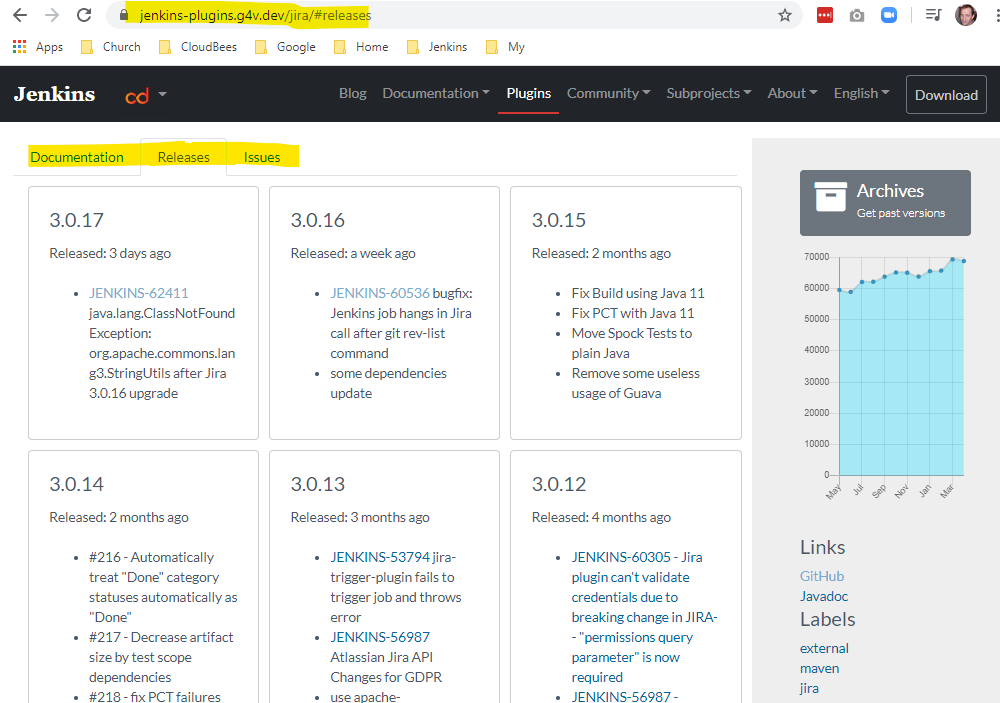 jenkins-plugins.g4v.dev/jira/#releases
Apps Church CloudBees Google Home Jenkins My
Jenkins cd Blog Documentation Plugins Community Subprojects About English Download
Documentation Releases Issues
3.0.17
Released: 3 days ago
JENKINS-62411
java.lang.ClassNotFound
Exception:
org.apache.commons.lan
g3.StringUtils after Jira
3.0.16 upgrade
3.0.16
Released: a week ago
JENKINS-60536 bugfix:
Jenkins job hangs in Jira
call after git rev-list
command
some dependencies
update
3.0.15
Released: 2 months ago
Fix Build using Java 11
Fix PCT with Java 11
Move Spock Tests to
plain Java
Remove some useless
usage of Guava
3.0.14
Released: 2 months ago
#216 - Automatically
treat "Done" category
statuses automatically as
"Done"
#217 - Decrease artifact
size by test scope
dependencies
#218 - fix PCT failures
3.0.13
Released: 3 months ago
JENKINS-53794 jira-
trigger-plugin fails to
trigger job and throws
error
JENKINS-56987
Atlassian Jira API
Changes for GDPR
use apache-
3.0.12
Released: 4 months ago
JENKINS-60305 - Jira
plugin can't validate
credentials due to
breaking change in JIRA-
- "permissions query
parameter" is now
required
JENKINS-56987 -
Archives
Get past versions
70000
60000
50000
40000
30000
20000
10000
0
May Jul Sep Nov Jan Mar
Links
GitHub
Javadoc
Labels
external
maven
jira